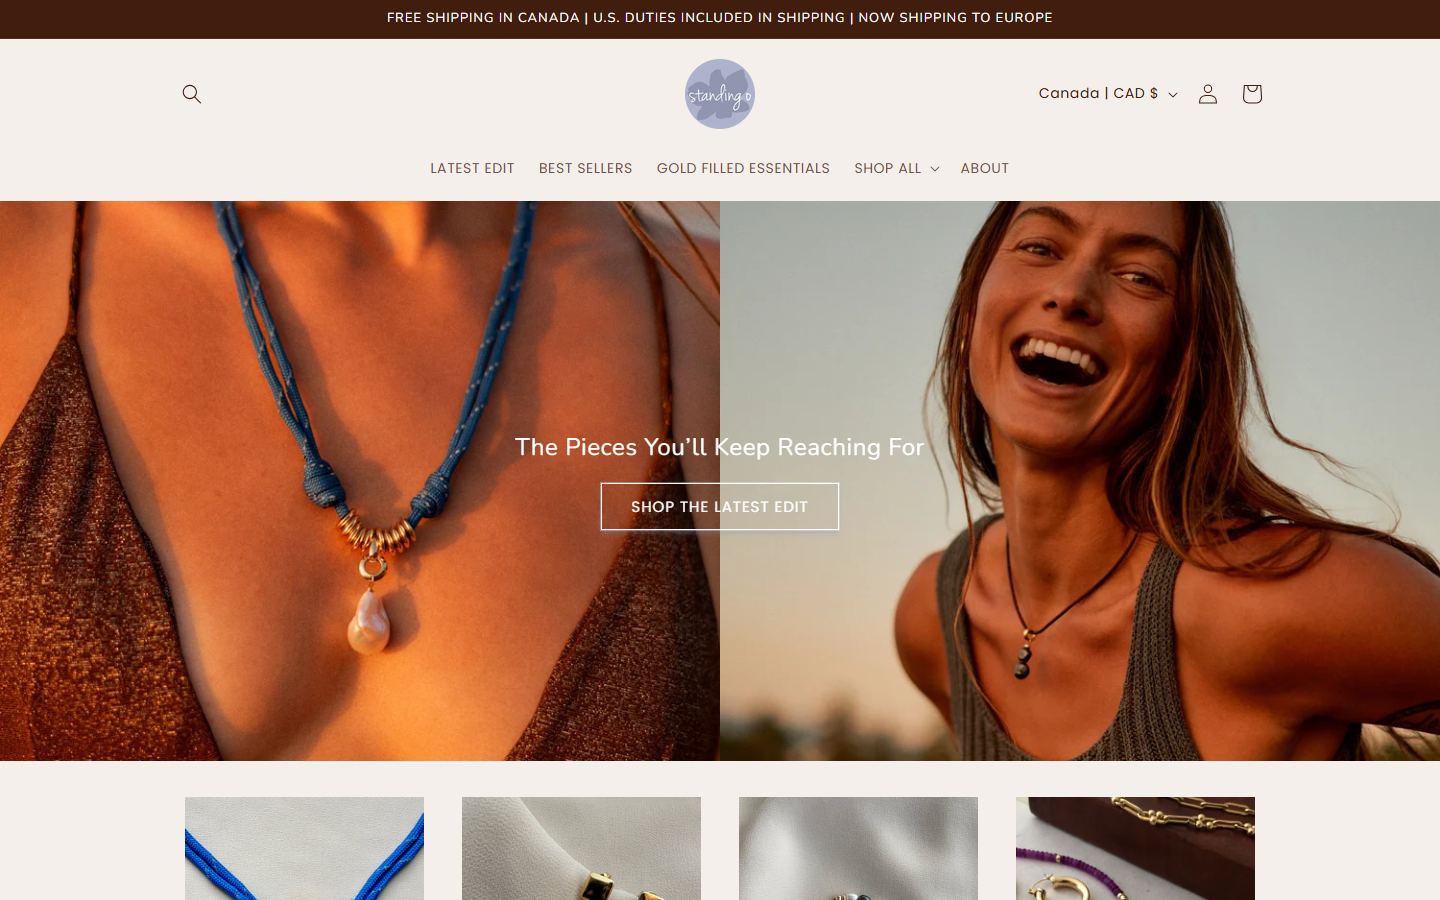 FREE SHIPPING IN CANADA | U.S. DUTIES INCLUDED IN SHIPPING | NOW SHIPPING TO EUROPE
standing o
Canada | CAD $
LATEST EDIT
BEST SELLERS
GOLD FILLED ESSENTIALS
SHOP ALL
ABOUT
The Pieces You’ll Keep Reaching For
SHOP THE LATEST EDIT